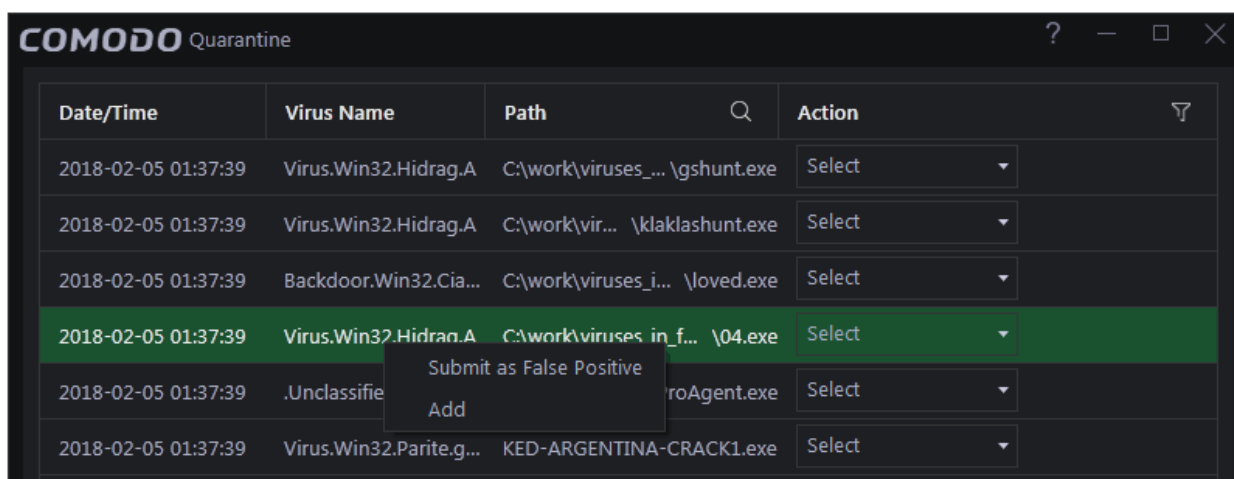 COMODO Quarantine ?
Date/Time Virus Name Path Action
2018-02-05 01:37:39 Virus.Win32.Hidrag.A C:\work\viruses_... \gshunt.exe Select
2018-02-05 01:37:39 Virus.Win32.Hidrag.A C:\work\vir... \klaklashunt.exe Select
2018-02-05 01:37:39 Backdoor.Win32.Cia... C:\work\viruses_i... \loved.exe Select
2018-02-05 01:37:39 Virus.Win32.Hidrag.A C:\work\viruses_in_f... \04.exe Select
Submit as False Positive
2018-02-05 01:37:39 .Unclassifie roAgent.exe Select
Add
2018-02-05 01:37:39 Virus.Win32.Parite.g... KED-ARGENTINA-CRACK1.exe Select